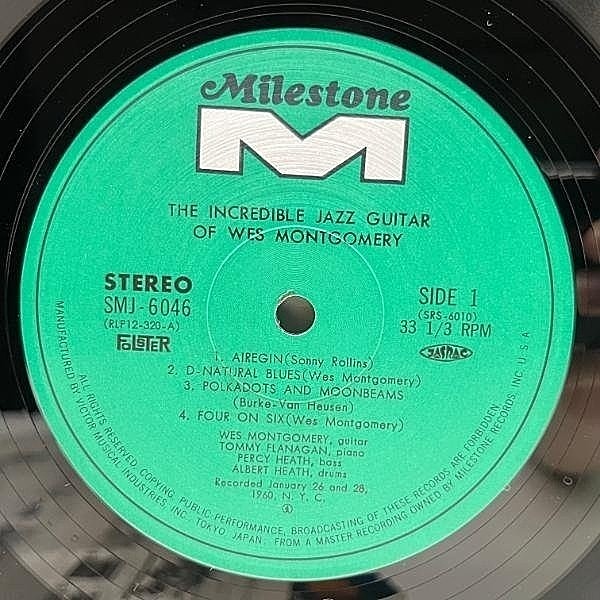 Milestone
M
THE INCREDIBLE JAZZ GUITAR
OF WES MONTGOMERY
STEREO
SMJ-6046
(RLP12-320-A)
FOLSTER
SIDE 1
(SRS-6010)
33 1/3 RPM
JASRAC
1. AIREGIN(Sonny Rollins)
2. D-NATURAL BLUES(Wes Montgomery)
3. POLKADOTS AND MOONBEAMS
(Burke-Van Heusen)
4. FOUR ON SIX(Wes Montgomery)
WES MONTGOMERY, guitar
TOMMY FLANAGAN, piano
PERCY HEATH, bass
ALBERT HEATH, drums
Recorded January 26 and 28,
1960, N.Y.C.
ALL RIGHTS RESERVED. COPYING, PUBLIC-PERFORMANCE, BROADCASTING OF THESE RECORDS ARE FORBIDDEN.
MANUFACTURED BY VICTOR MUSICAL INDUSTRIES, INC. TOKYO JAPAN. FROM A MASTER RECORDING OWNED BY MILESTONE RECORDS, INC. U.S.A.